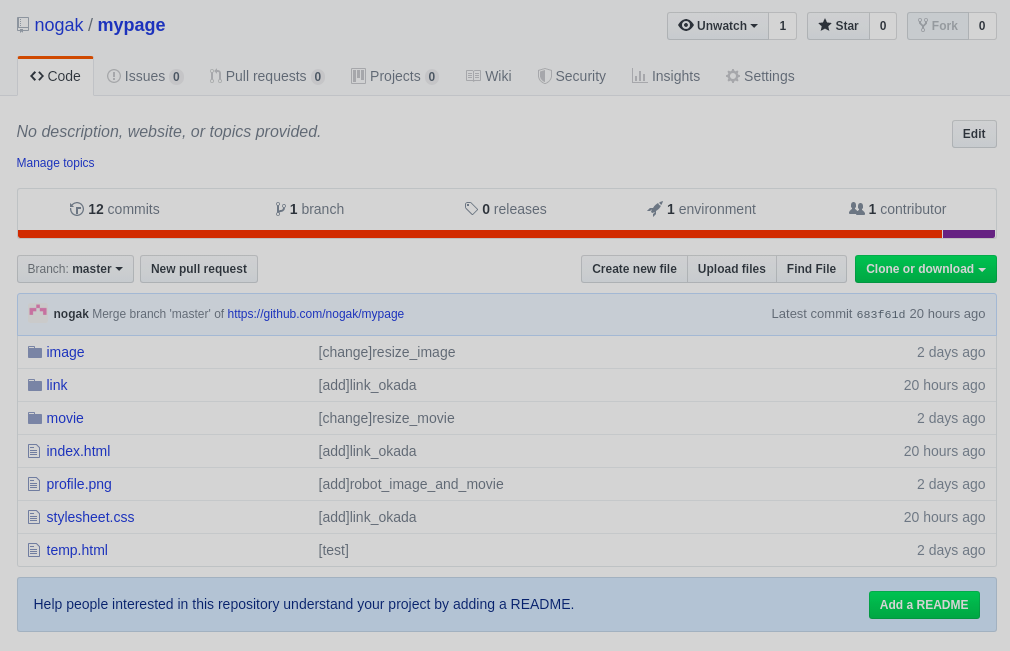 nogak / mypage
Unwatch 1 Star 0 Fork 0
Code Issues 0 Pull requests 0 Projects 0 Wiki Security Insights Settings
No description, website, or topics provided.
Edit
Manage topics
12 commits 1 branch 0 releases 1 environment 1 contributor
Branch: master New pull request Create new file Upload files Find File Clone or download
nogak Merge branch 'master' of https://github.com/nogak/mypage Latest commit 683f61d 20 hours ago
image [change]resize_image 2 days ago
link [add]link_okada 20 hours ago
movie [change]resize_movie 2 days ago
index.html [add]link_okada 20 hours ago
profile.png [add]robot_image_and_movie 2 days ago
stylesheet.css [add]link_okada 20 hours ago
temp.html [test] 2 days ago
Help people interested in this repository understand your project by adding a README. Add a README